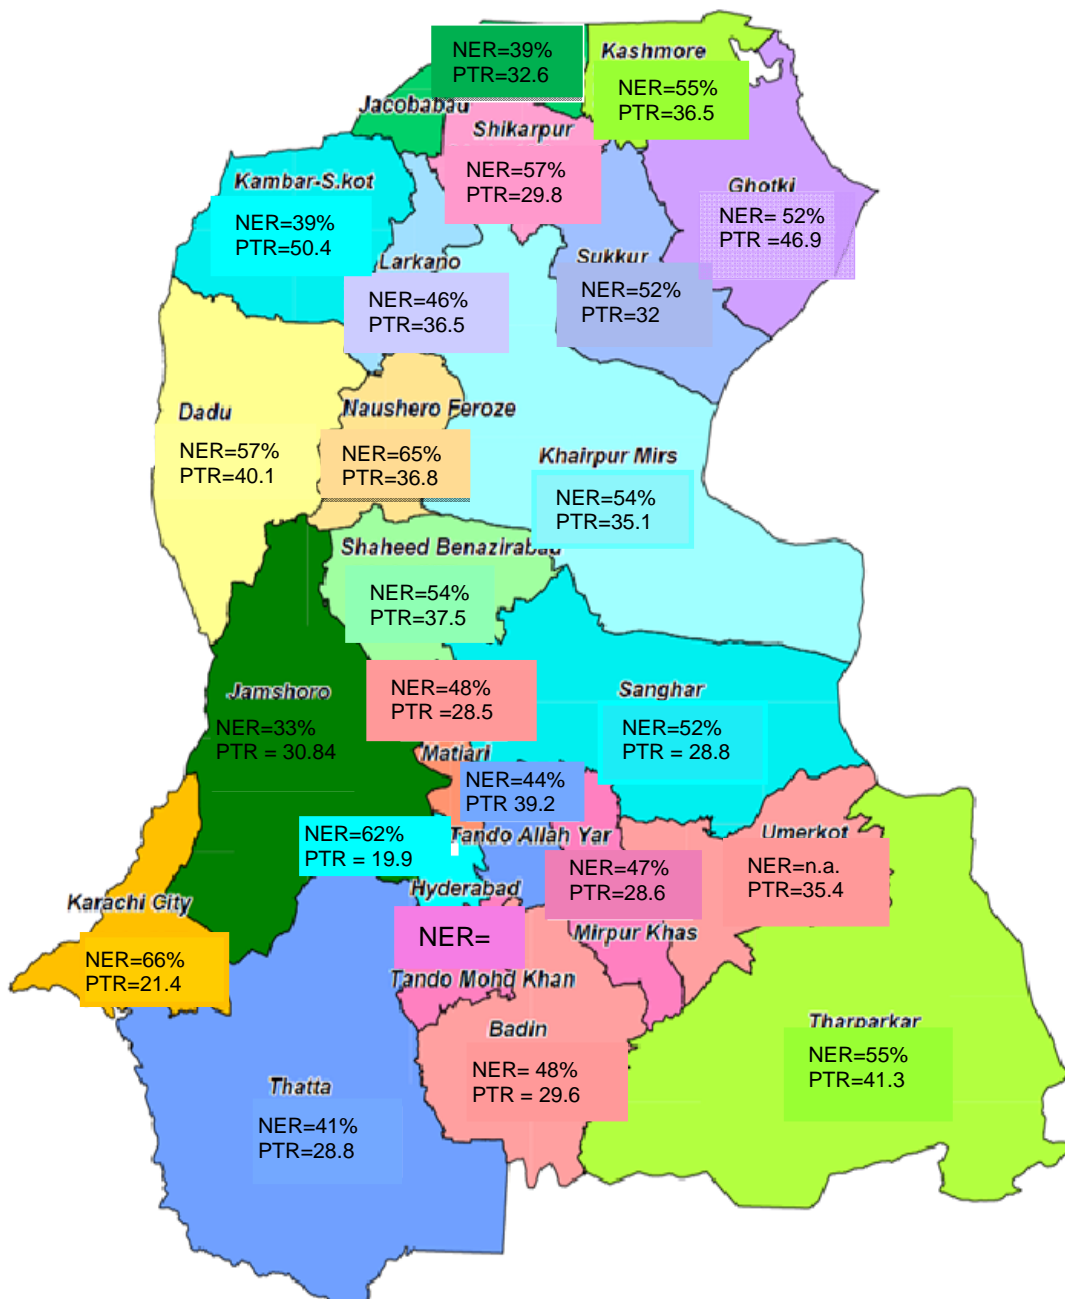 NER=39%
PTR=32.6
Jacobabad
Kashmore
NER=55%
PTR=36.5
Shikarpur
NER=57%
PTR=29.8
Kambar-S.kot
NER=39%
PTR=50.4
Ghotki
NER= 52%
PTR =46.9
Larkano
NER=46%
PTR=36.5
Sukkur
NER=52%
PTR=32
Dadu
NER=57%
PTR=40.1
Naushero Feroze
NER=65%
PTR=36.8
Khairpur Mirs
NER=54%
PTR=35.1
Shaheed Benazirabad
NER=54%
PTR=37.5
Jamshoro
NER=33%
PTR = 30.84
NER=48%
PTR =28.5
Matiari
Sanghar
NER=52%
PTR = 28.8
NER=44%
PTR 39.2
Tando Allah Yar
NER=62%
PTR = 19.9
Hyderabad
NER=47%
PTR=28.6
Mirpur Khas
Umerkot
NER=n.a.
PTR=35.4
Karachi City
NER=66%
PTR=21.4
NER=
Tando Mohd Khan
Badin
NER= 48%
PTR = 29.6
Tharparkar
NER=55%
PTR=41.3
Thatta
NER=41%
PTR=28.8